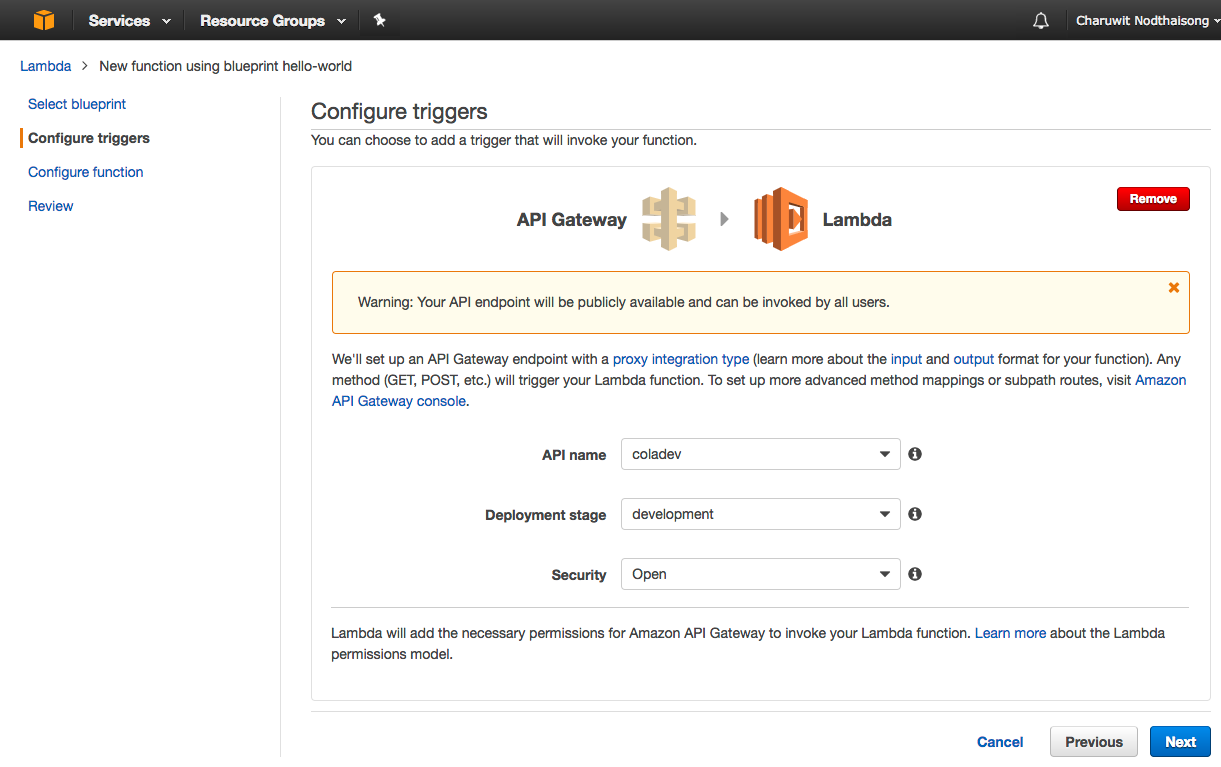 Services Resource Groups Charuwit Nodthaisong
Lambda > New function using blueprint hello-world
Select blueprint
Configure triggers
Configure function
Review
Configure triggers
You can choose to add a trigger that will invoke your function.
API Gateway Lambda
Remove
Warning: Your API endpoint will be publicly available and can be invoked by all users.
We'll set up an API Gateway endpoint with a proxy integration type (learn more about the input and output format for your function). Any
method (GET, POST, etc.) will trigger your Lambda function. To set up more advanced method mappings or subpath routes, visit Amazon
API Gateway console.
API name coladev
Deployment stage development
Security Open
Lambda will add the necessary permissions for Amazon API Gateway to invoke your Lambda function. Learn more about the Lambda
permissions model.
Cancel Previous Next